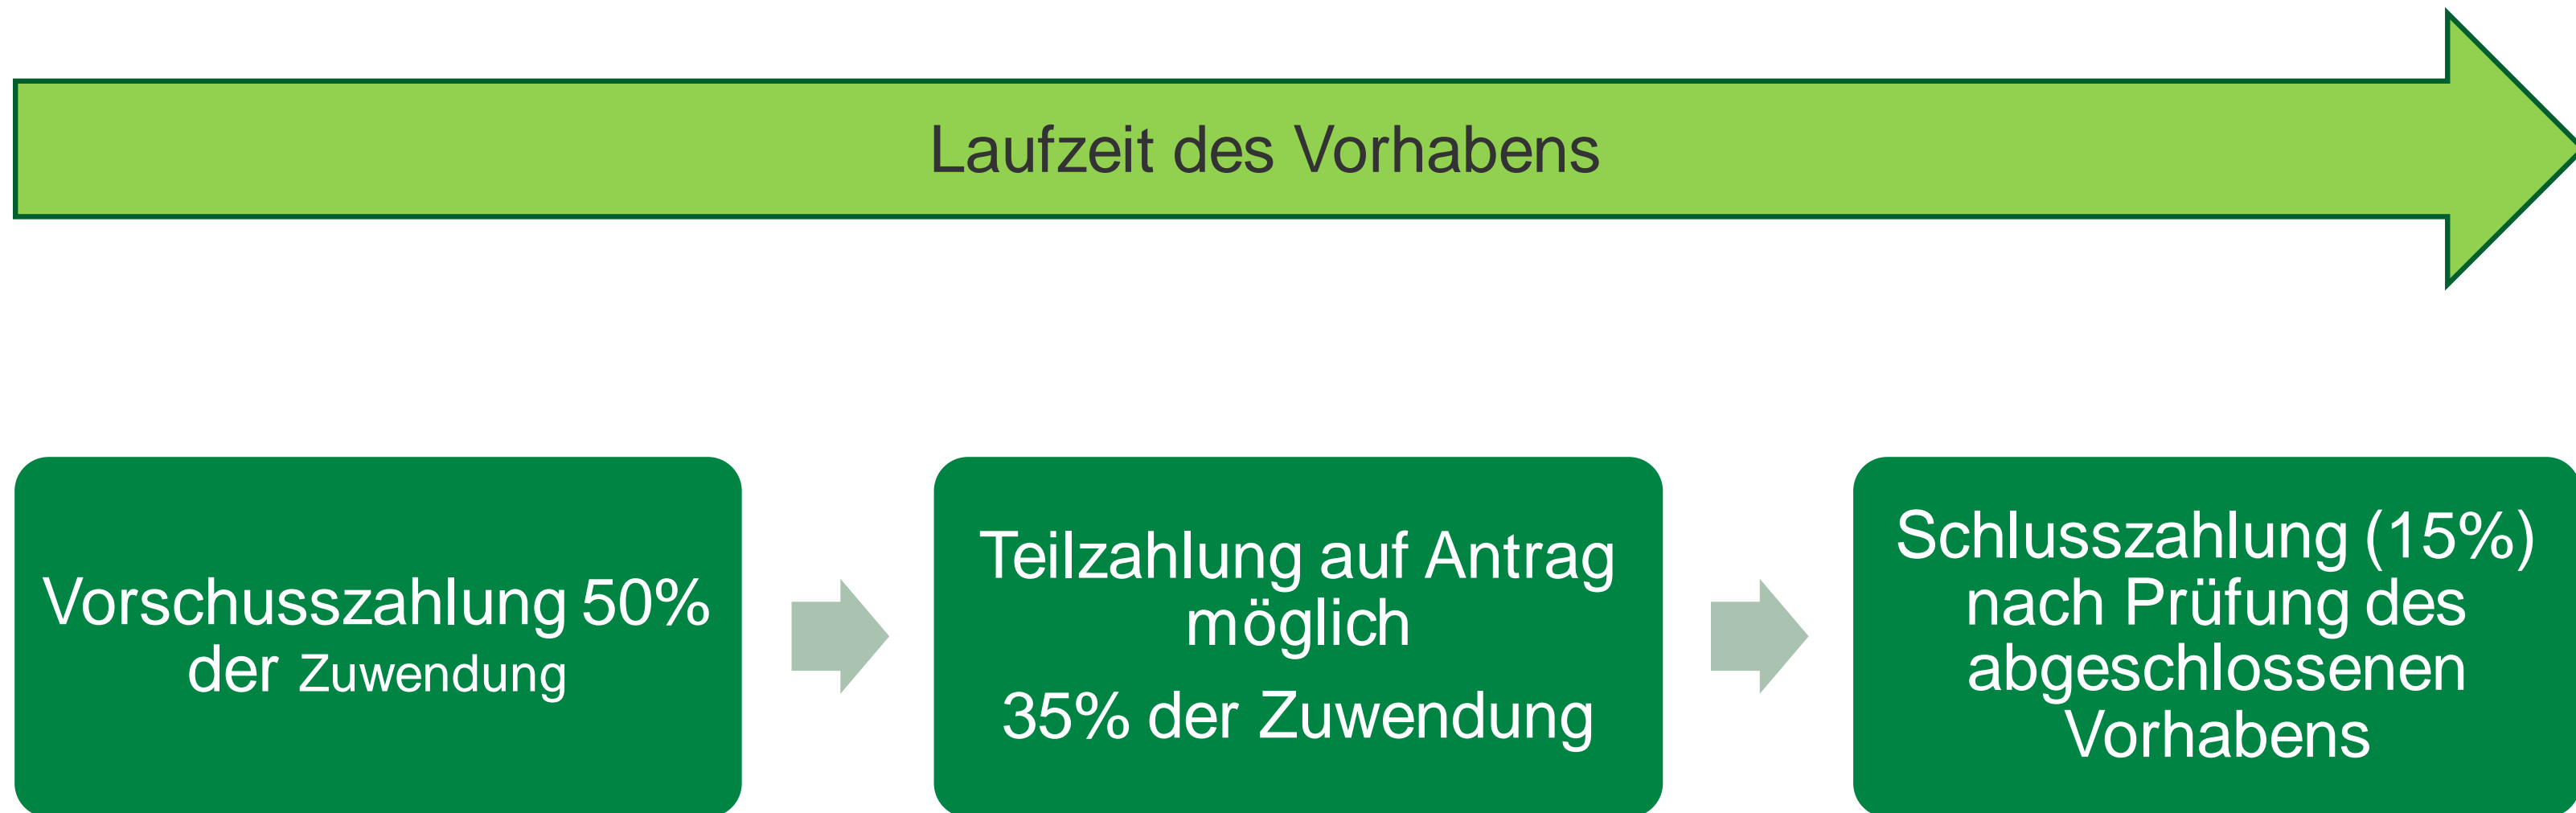 Laufzeit des Vorhabens
Vorschusszahlung 50%
der Zuwendung
Teilzahlung auf Antrag
möglich
35% der Zuwendung
Schlusszahlung (15%)
nach Prüfung des
abgeschlossenen
Vorhabens